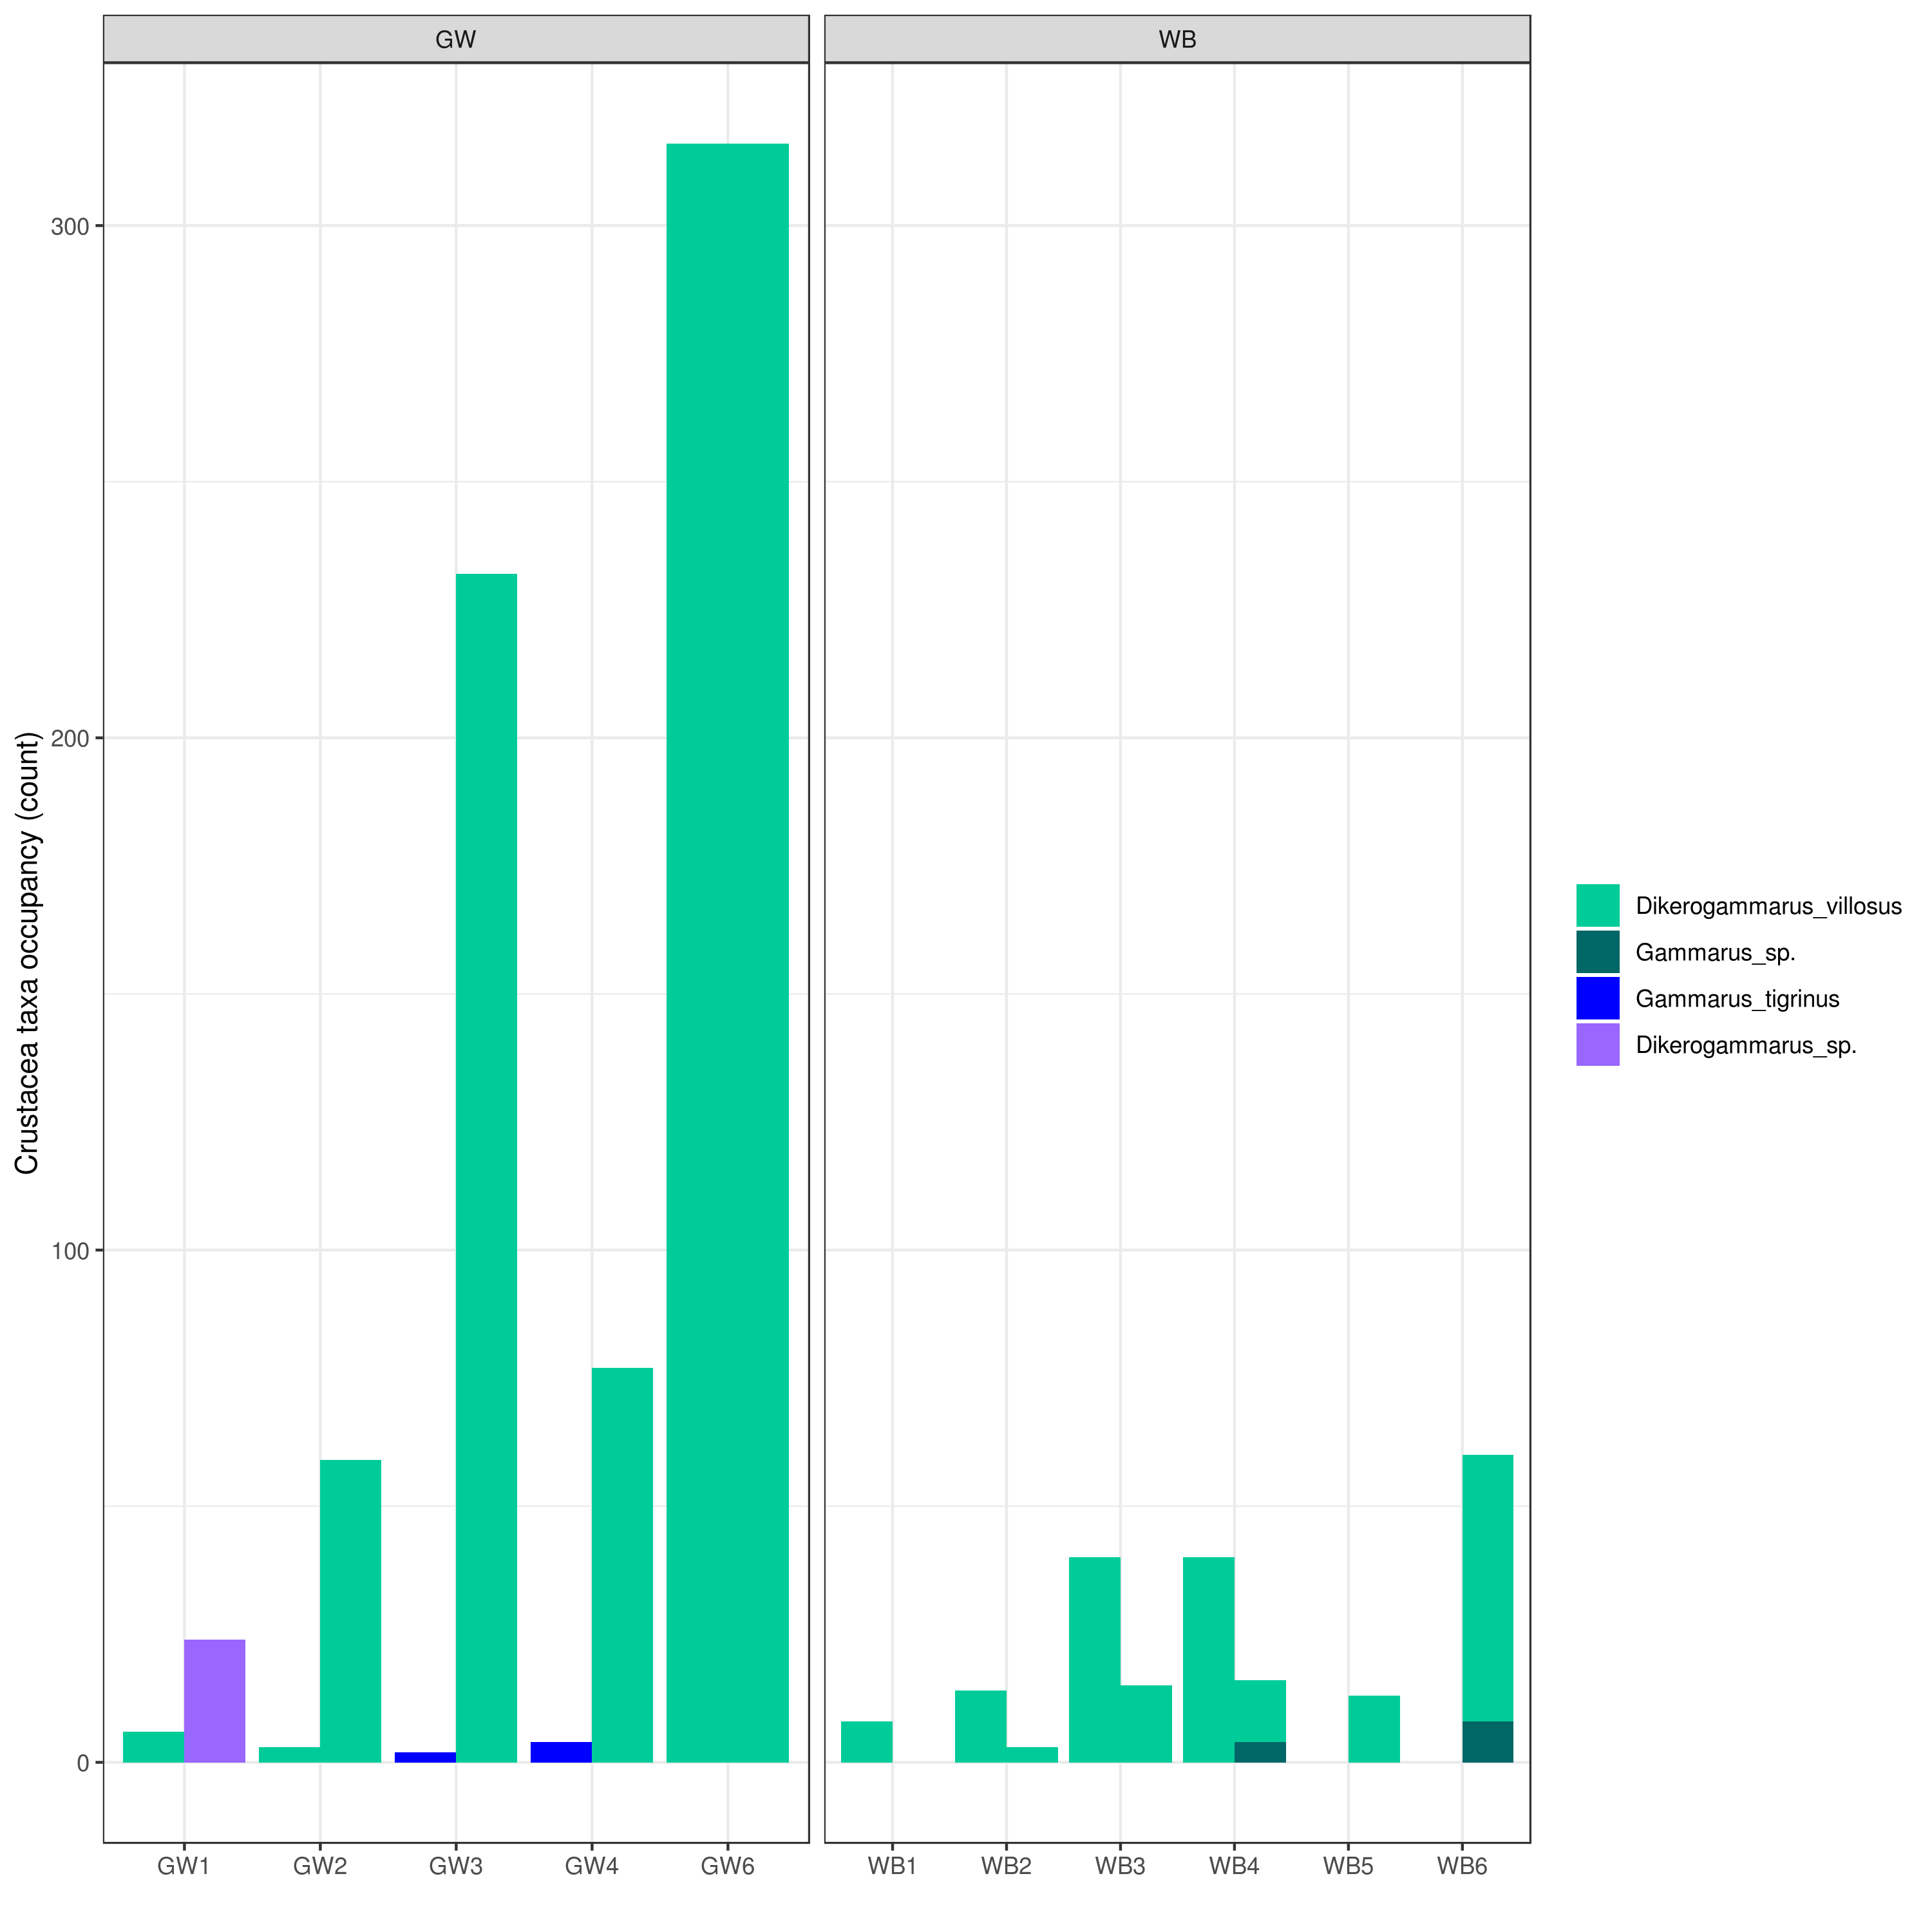 GW
WB
Crustacea taxa occupancy (count)
300
200
100
0
GW1
GW2
GW3
GW4
GW6
WB1
WB2
WB3
WB4
WB5
WB6
Dikerogammarus_villosus
Gammarus_sp.
Gammarus_tigrinus
Dikerogammarus_sp.